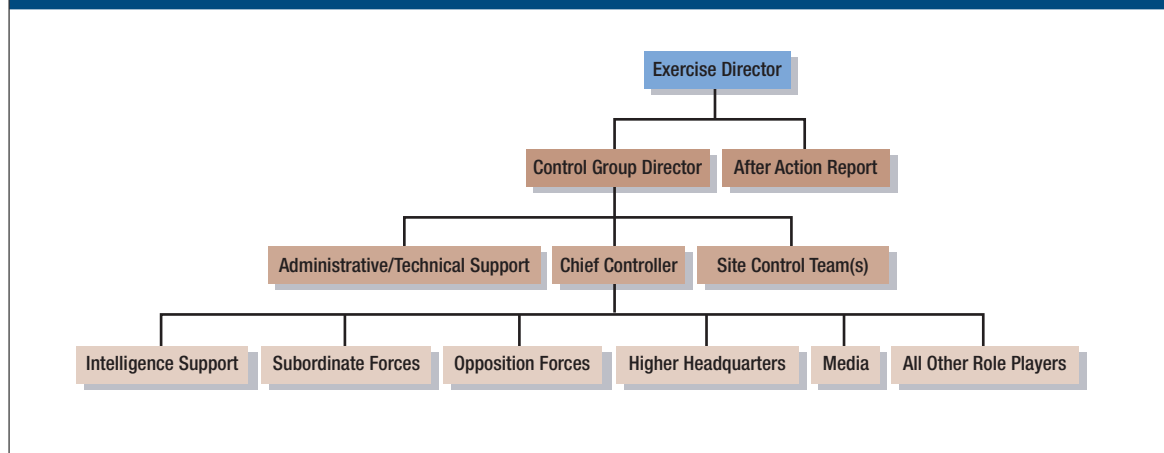 Exercise Director
Control Group Director
After Action Report
Administrative/Technical Support
Chief Controller
Site Control Team(s)
Intelligence Support
Subordinate Forces
Opposition Forces
Higher Headquarters
Media
All Other Role Players